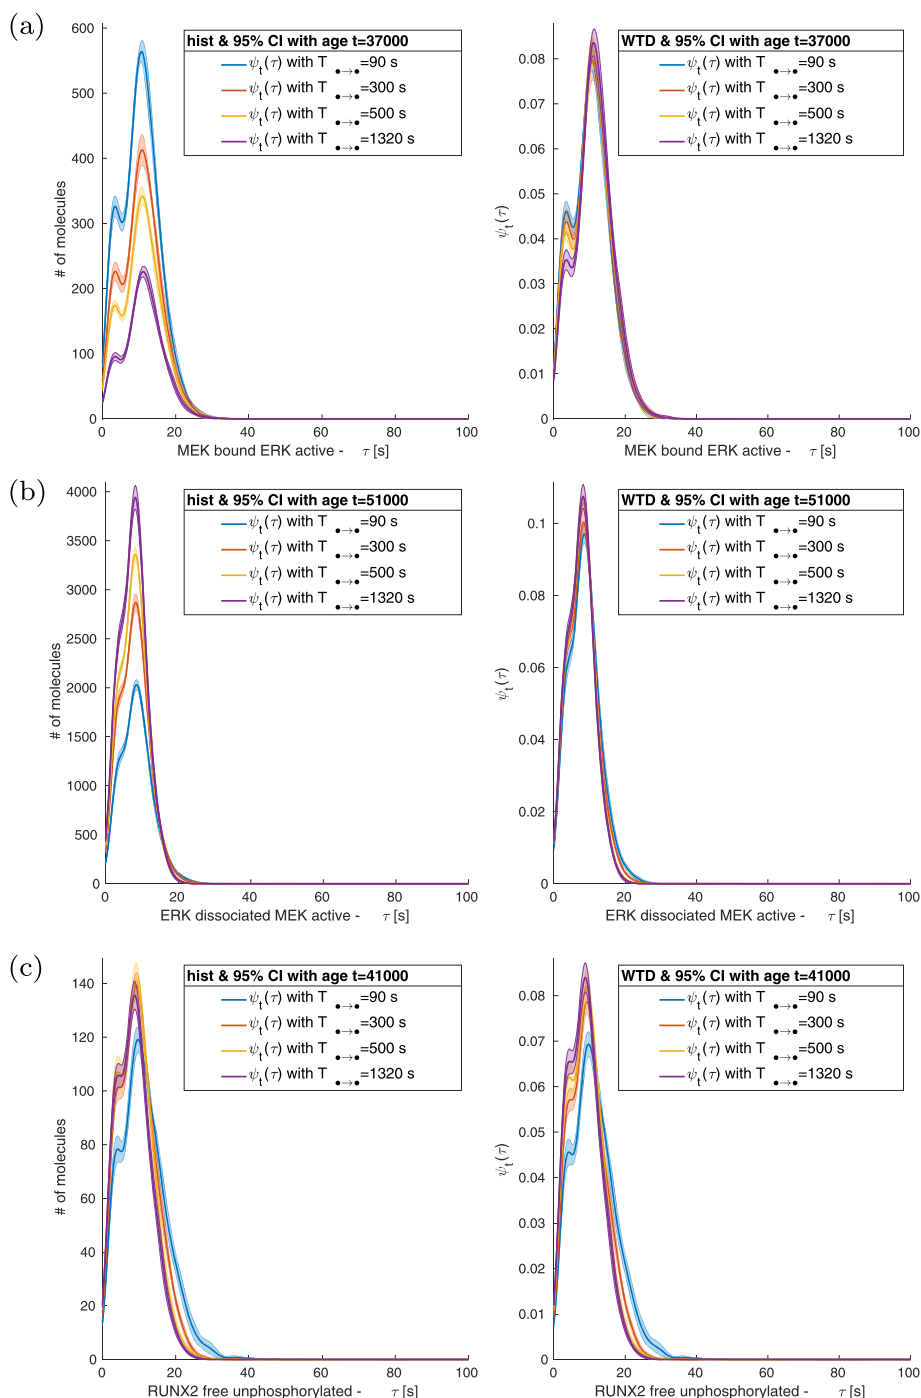 (a)
hist & 95% CI with age t=37000
ψt(τ) with T •→•=90 s
ψt(τ) with T •→•=300 s
ψt(τ) with T •→•=500 s
ψt(τ) with T •→•=1320 s
# of molecules
600
500
400
300
200
100
0
0 20 40 60 80 100
MEK bound ERK active - τ [s]
WTD & 95% CI with age t=37000
ψt(τ) with T •→•=90 s
ψt(τ) with T •→•=300 s
ψt(τ) with T •→•=500 s
ψt(τ) with T •→•=1320 s
ψt(τ)
0.08
0.07
0.06
0.05
0.04
0.03
0.02
0.01
0
0 20 40 60 80 100
MEK bound ERK active - τ [s]
(b)
hist & 95% CI with age t=51000
ψt(τ) with T •→•=90 s
ψt(τ) with T •→•=300 s
ψt(τ) with T •→•=500 s
ψt(τ) with T •→•=1320 s
# of molecules
4000
3500
3000
2500
2000
1500
1000
500
0
0 20 40 60 80 100
ERK dissociated MEK active - τ [s]
WTD & 95% CI with age t=51000
ψt(τ) with T •→•=90 s
ψt(τ) with T •→•=300 s
ψt(τ) with T •→•=500 s
ψt(τ) with T •→•=1320 s
ψt(τ)
0.1
0.08
0.06
0.04
0.02
0
0 20 40 60 80 100
ERK dissociated MEK active - τ [s]
(c)
hist & 95% CI with age t=41000
ψt(τ) with T •→•=90 s
ψt(τ) with T •→•=300 s
ψt(τ) with T •→•=500 s
ψt(τ) with T •→•=1320 s
# of molecules
140
120
100
80
60
40
20
0
0 20 40 60 80 100
RUNX2 free unphosphorylated - τ [s]
WTD & 95% CI with age t=41000
ψt(τ) with T •→•=90 s
ψt(τ) with T •→•=300 s
ψt(τ) with T •→•=500 s
ψt(τ) with T •→•=1320 s
ψt(τ)
0.08
0.07
0.06
0.05
0.04
0.03
0.02
0.01
0
0 20 40 60 80 100
RUNX2 free unphosphorylated - τ [s]